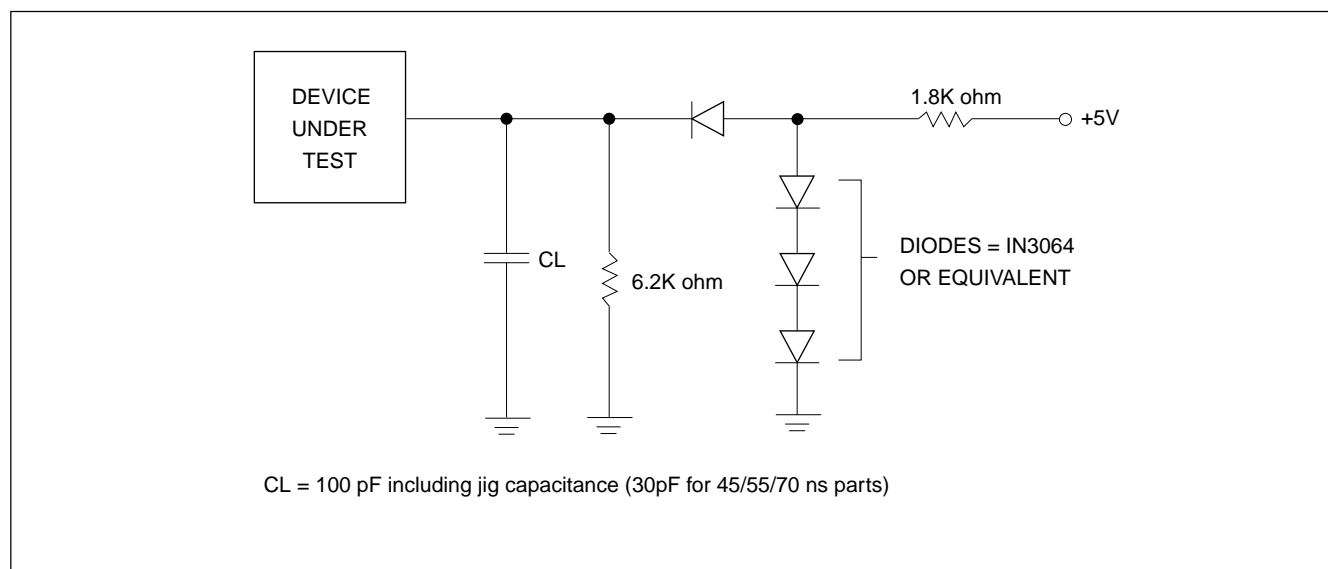 DEVICE
UNDER
TEST
1.8K ohm
+5V
CL
6.2K ohm
DIODES = IN3064
OR EQUIVALENT
CL = 100 pF including jig capacitance (30pF for 45/55/70 ns parts)